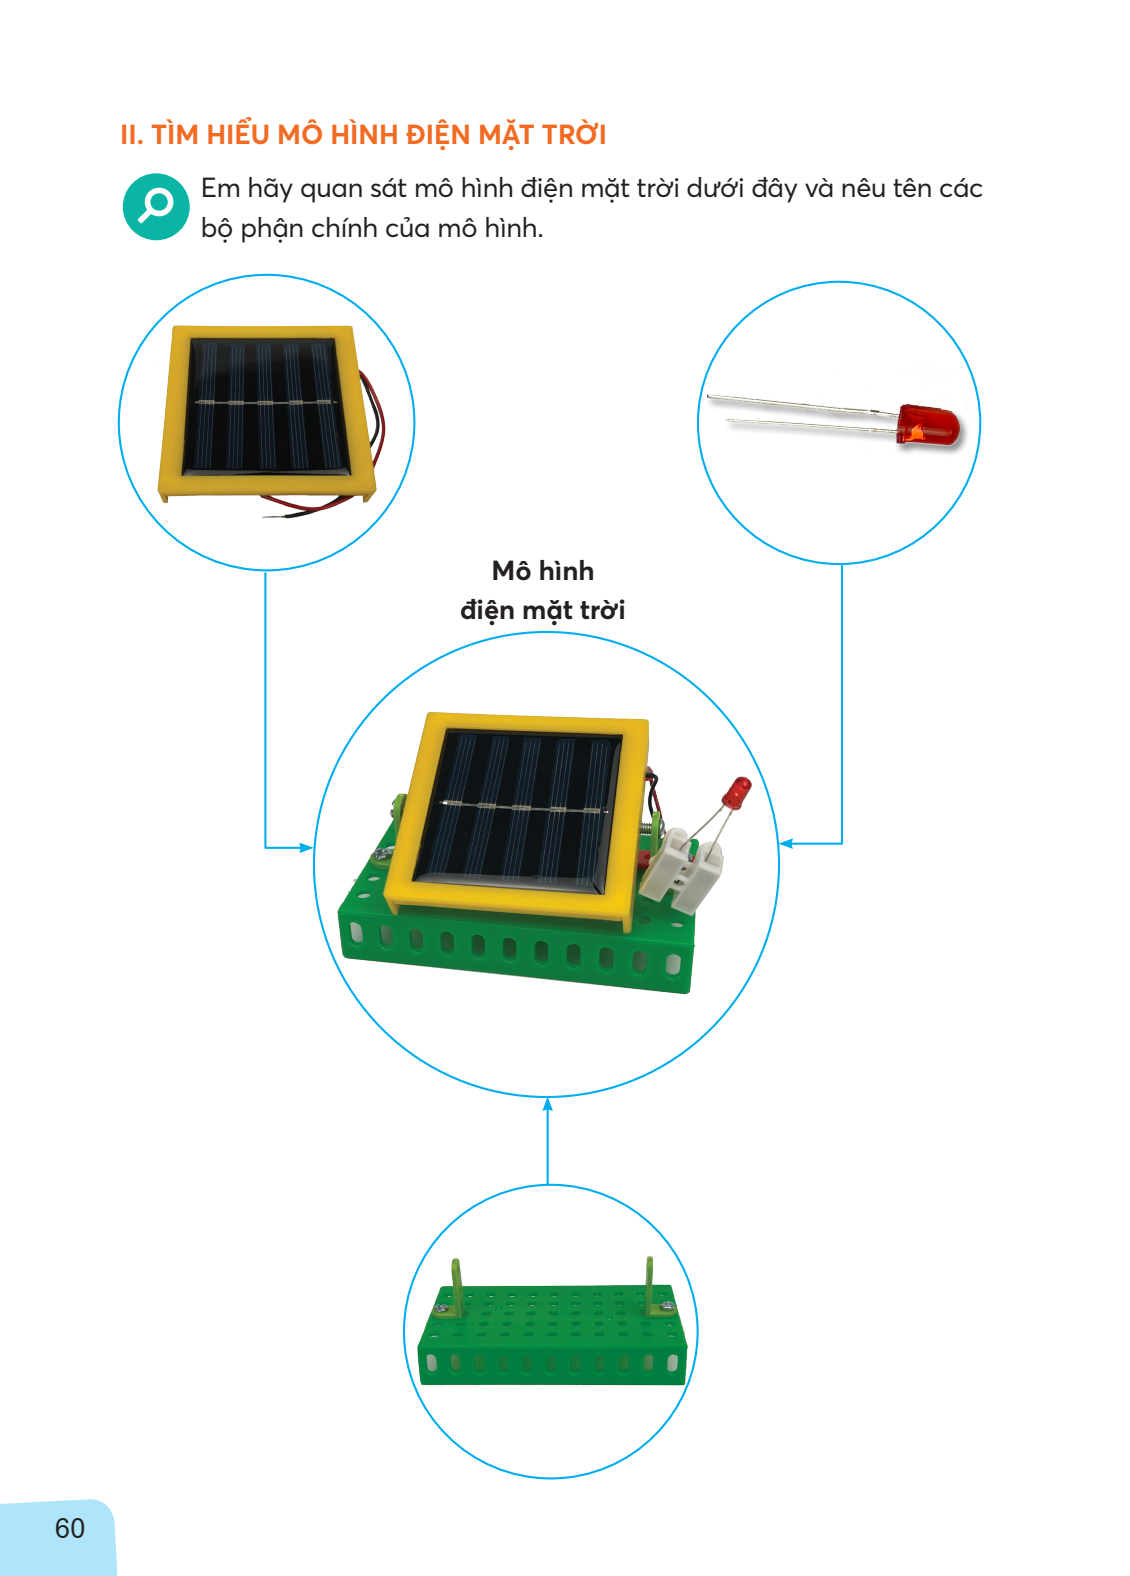 II. TÌM HIỂU MÔ HÌNH ĐIỆN MẶT TRỜI
Em hãy quan sát mô hình điện mặt trời dưới đây và nêu tên các
bộ phận chính của mô hình.
Mô hình
điện mặt trời
60